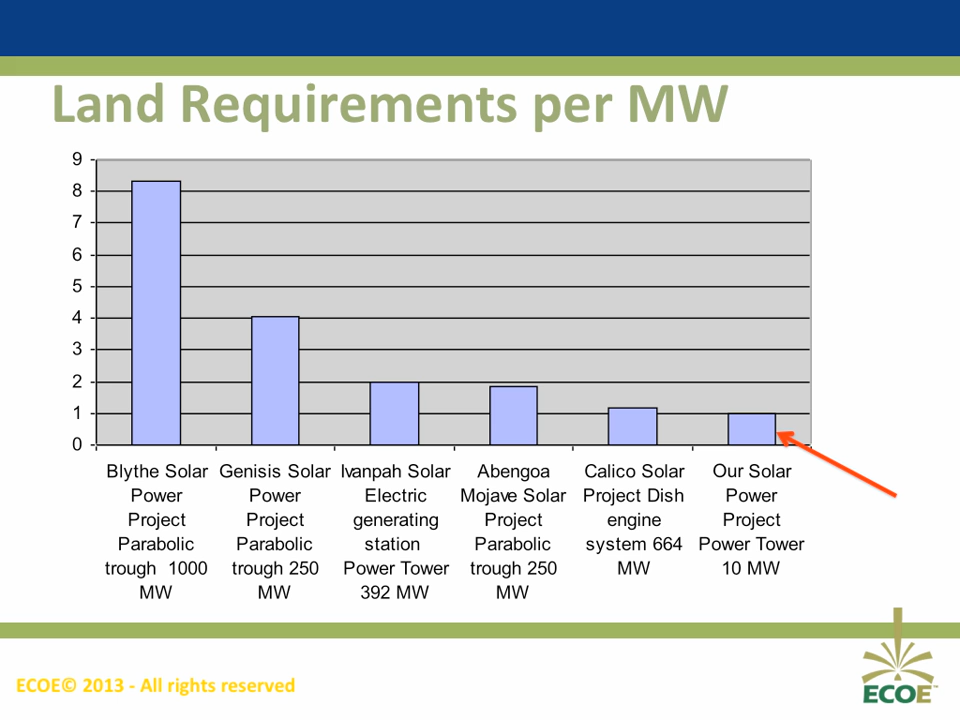 Land Requirements per MW
9
8
7
6
5
4
3
2
1
0
Blythe Solar Power Project Parabolic trough 1000 MW
Genisis Solar Power Project Parabolic trough 250 MW
Ivanpah Solar Electric generating station Power Tower 392 MW
Abengoa Mojave Solar Project Parabolic trough 250 MW
Calico Solar Project Dish engine system 664 MW
Our Solar Power Project Power Tower 10 MW
ECOE© 2013 - All rights reserved
ECOE™